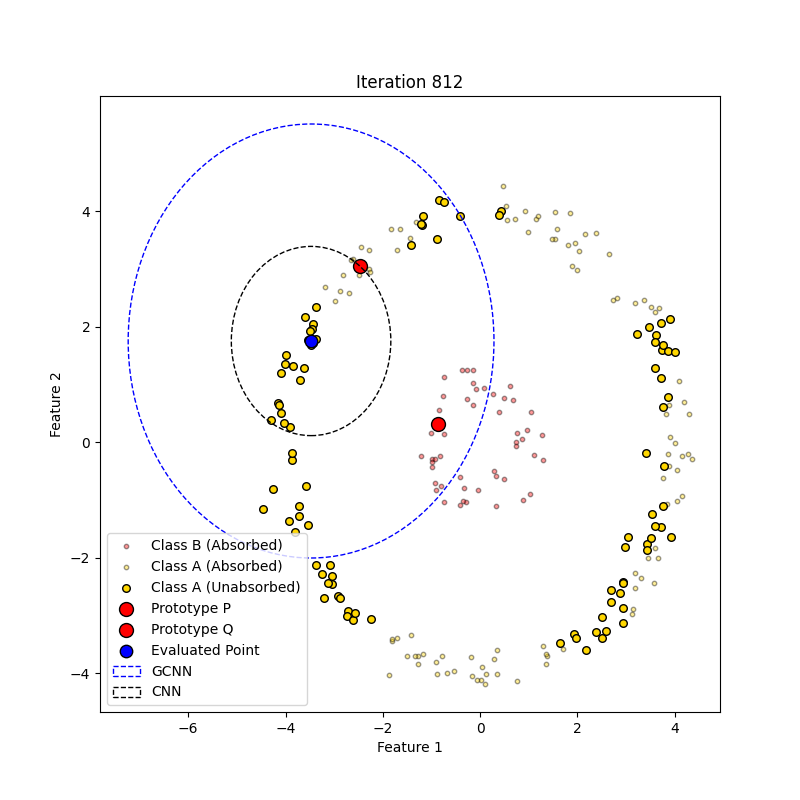 Iteration 812
Feature 2
4
2
0
−2
−4
Class B (Absorbed)
Class A (Absorbed)
Class A (Unabsorbed)
Prototype P
Prototype Q
Evaluated Point
GCNN
CNN
−6 −4 −2 0 2 4
Feature 1